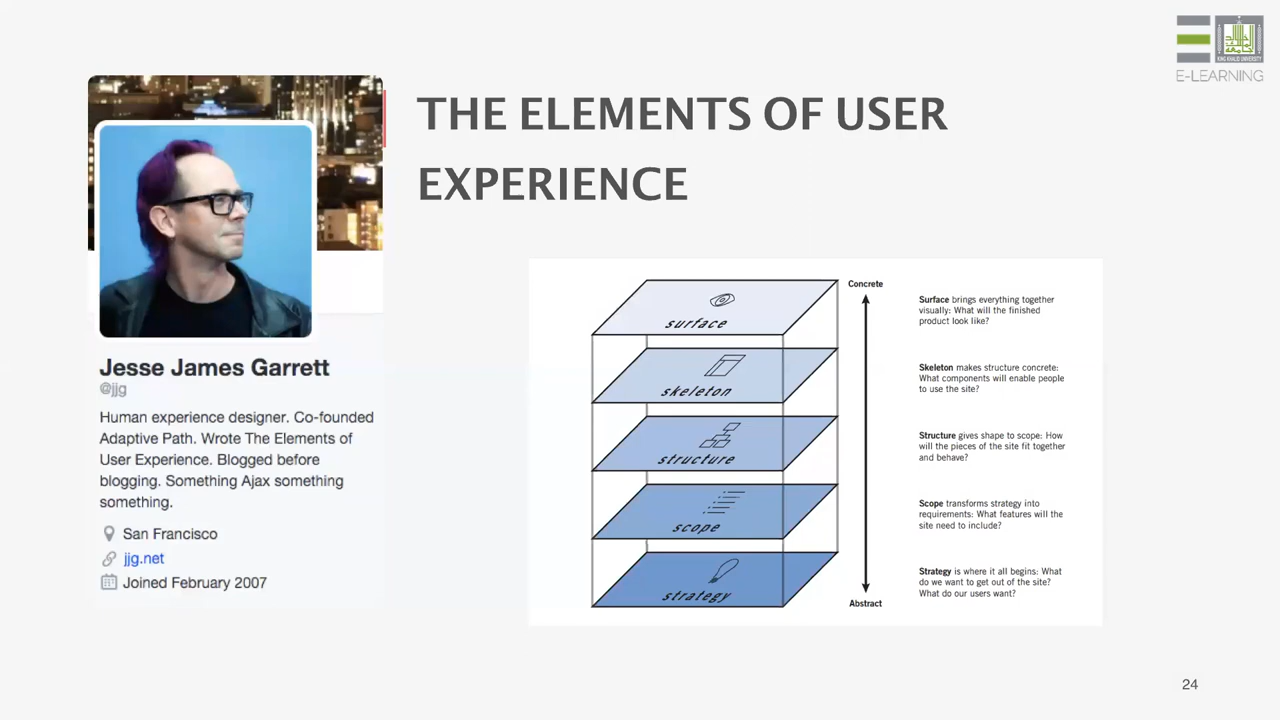 E-LEARNING
KING KHALID UNIVERSITY
THE ELEMENTS OF USER
EXPERIENCE
Jesse James Garrett
@jjg
Human experience designer. Co-founded
Adaptive Path. Wrote The Elements of
User Experience. Blogged before
blogging. Something Ajax something
something.
San Francisco
jjg.net
Joined February 2007
surface
skeleton
structure
scope
strategy
Concrete
Abstract
Surface brings everything together
visually: What will the finished
product look like?
Skeleton makes structure concrete:
What components will enable people
to use the site?
Structure gives shape to scope: How
will the pieces of the site fit together
and behave?
Scope transforms strategy into
requirements: What features will the
site need to include?
Strategy is where it all begins: What
do we want to get out of the site?
What do our users want?
24